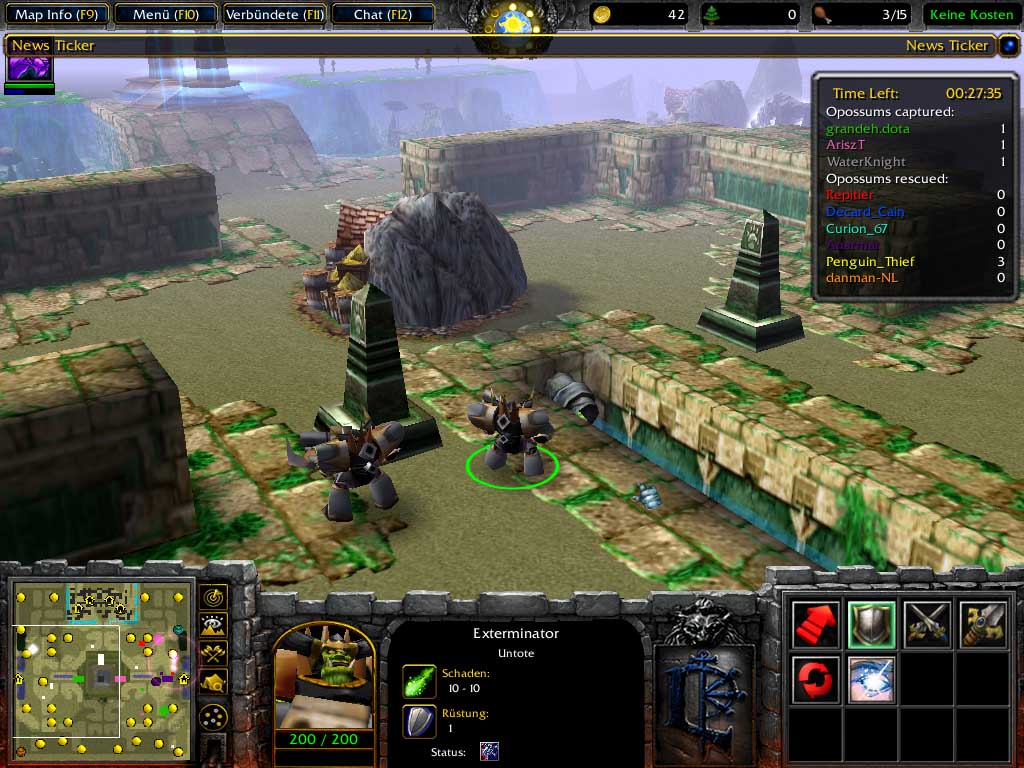 Map Info (F9) Menü (F10) Verbündete (F11) Chat (F12) 42 0 3/15 Keine Kosten
News Ticker News Ticker
Time Left: 00:27:35
Opossums captured:
grandeh.dota 1
AriszT 1
WaterKnight 1
Opossums rescued:
Repitier 0
Decard_Cain 0
Curion_67 0
0
Penguin_Thief 3
danman-NL 0
Exterminator
Untote
Schaden:
10 - 10
Rüstung:
1
Status:
200 / 200